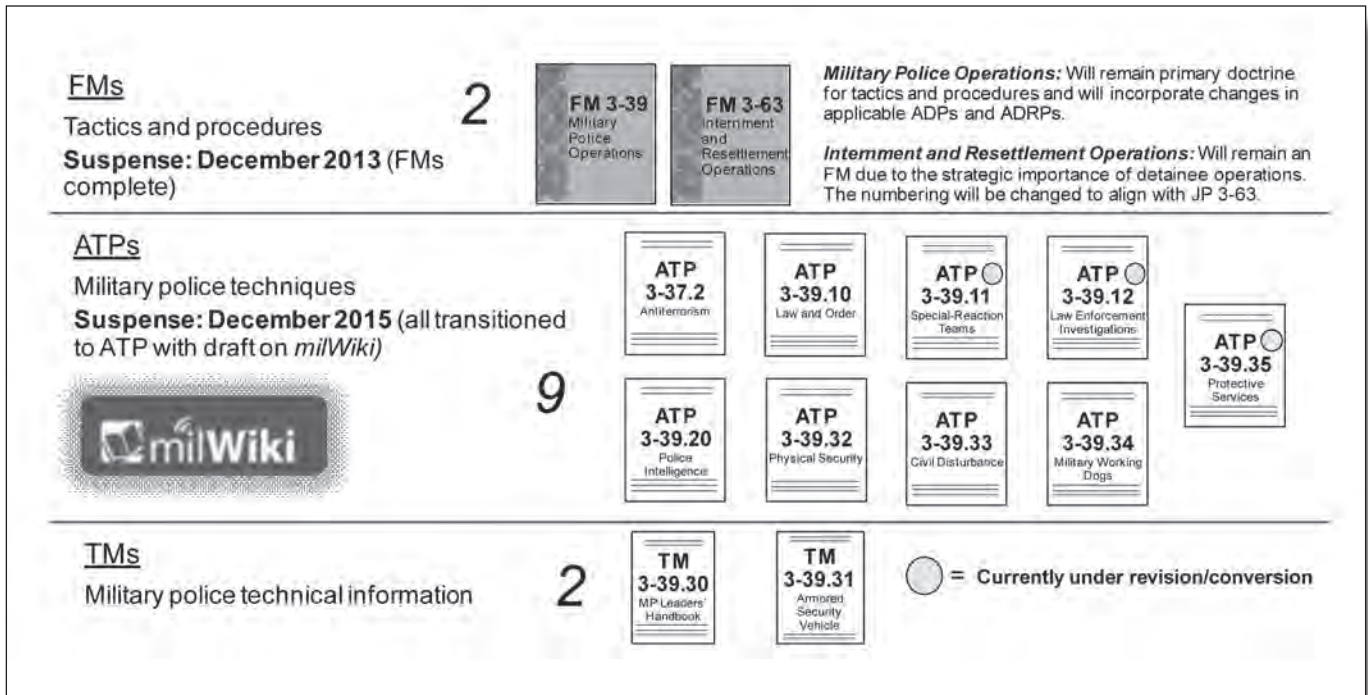 FMs
Tactics and procedures
Suspense: December 2013 (FMs
complete)
2
FM 3-39
Military
Police
Operations
FM 3-63
Internment
and
Resettlement
Operations
Military Police Operations: Will remain primary doctrine
for tactics and procedures and will incorporate changes in
applicable ADPs and ADRPs.
Internment and Resettlement Operations: Will remain an
FM due to the strategic importance of detainee operations.
The numbering will be changed to align with JP 3-63.
ATPs
Military police techniques
Suspense: December 2015 (all transitioned
to ATP with draft on milWiki)
milWiki
9
ATP
3-37.2
Antiterrorism
ATP
3-39.10
Law and Order
ATP
3-39.11
Special-Reaction
Teams
ATP
3-39.12
Law Enforcement
Investigations
ATP
3-39.35
Protective
Services
ATP
3-39.20
Police
Intelligence
ATP
3-39.32
Physical Security
ATP
3-39.33
Civil Disturbance
ATP
3-39.34
Military Working
Dogs
TMs
Military police technical information
2
TM
3-39.30
MP Leaders'
Handbook
TM
3-39.31
Armored
Security
Vehicle
= Currently under revision/conversion